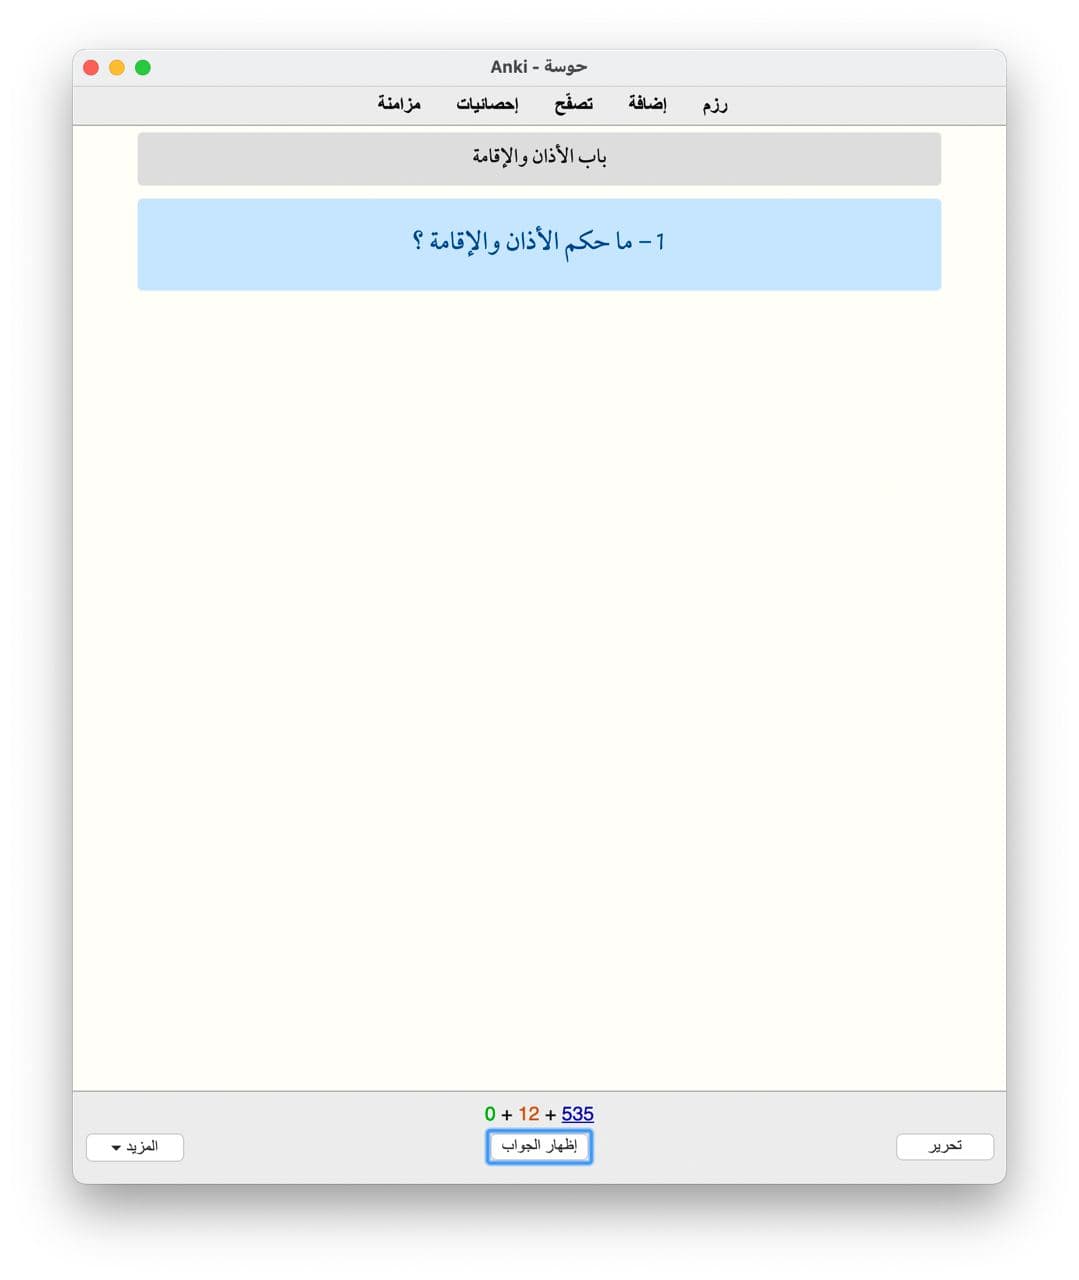 Anki - حوسة
رزم إضافة تصفّح إحصائيات مزامنة
باب الأذان والإقامة
1 – ما حكم الأذان والإقامة ؟
0 + 12 + 535
تحرير إظهار الجواب المزيد ▾